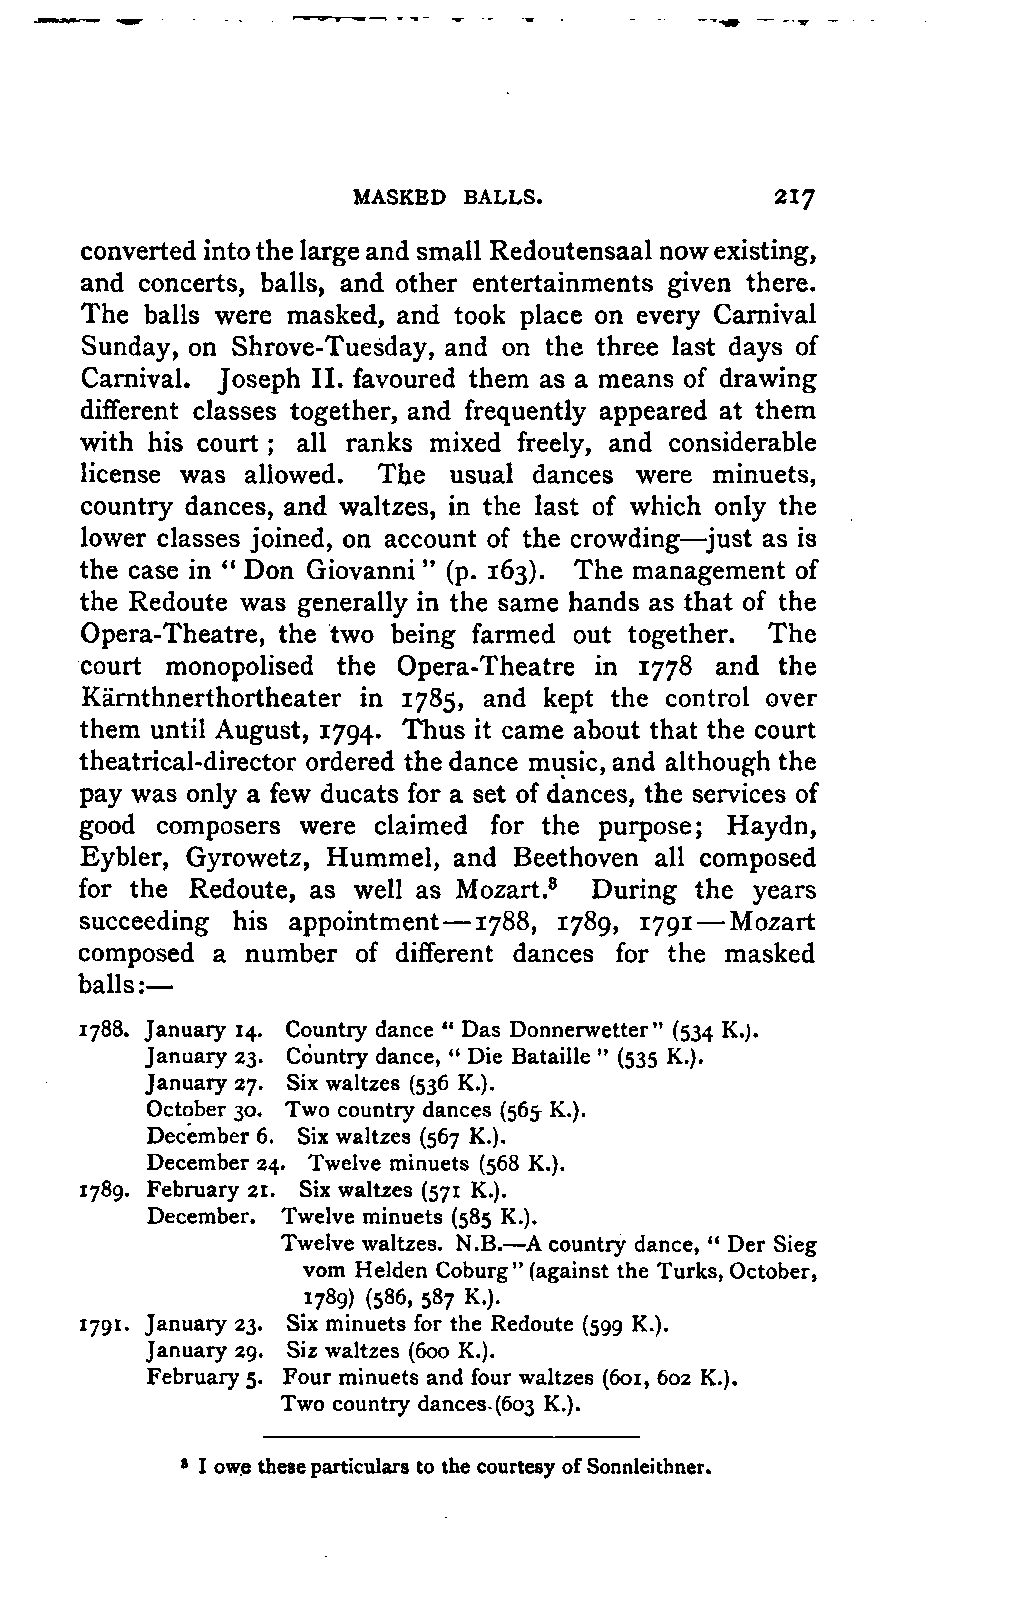 MASKED BALLS. 217
converted into the large and small Redoutensaal now existing,
and concerts, balls, and other entertainments given there.
The balls were masked, and took place on every Carnival
Sunday, on Shrove-Tuesday, and on the three last days of
Carnival. Joseph II. favoured them as a means of drawing
different classes together, and frequently appeared at them
with his court; all ranks mixed freely, and considerable
license was allowed. The usual dances were minuets,
country dances, and waltzes, in the last of which only the
lower classes joined, on account of the crowding—just as is
the case in "Don Giovanni" (p. 163). The management of
the Redoute was generally in the same hands as that of the
Opera-Theatre, the two being farmed out together. The
court monopolised the Opera-Theatre in 1778 and the
Kärnthnerthortheater in 1785, and kept the control over
them until August, 1794. Thus it came about that the court
theatrical-director ordered the dance music, and although the
pay was only a few ducats for a set of dances, the services of
good composers were claimed for the purpose; Haydn,
Eybler, Gyrowetz, Hummel, and Beethoven all composed
for the Redoute, as well as Mozart.⁸ During the years
succeeding his appointment—1788, 1789, 1791—Mozart
composed a number of different dances for the masked
balls:—
1788. January 14. Country dance "Das Donnerwetter" (534 K.).
January 23. Country dance, "Die Bataille" (535 K.).
January 27. Six waltzes (536 K.).
October 30. Two country dances (565 K.).
December 6. Six waltzes (567 K.).
December 24. Twelve minuets (568 K.).
1789. February 21. Six waltzes (571 K.).
December. Twelve minuets (585 K.).
Twelve waltzes. N.B.—A country dance, "Der Sieg
vom Helden Coburg" (against the Turks, October,
1789) (586, 587 K.).
1791. January 23. Six minuets for the Redoute (599 K.).
January 29. Siz waltzes (600 K.).
February 5. Four minuets and four waltzes (601, 602 K.).
Two country dances (603 K.).
⁸ I owe these particulars to the courtesy of Sonnleithner.